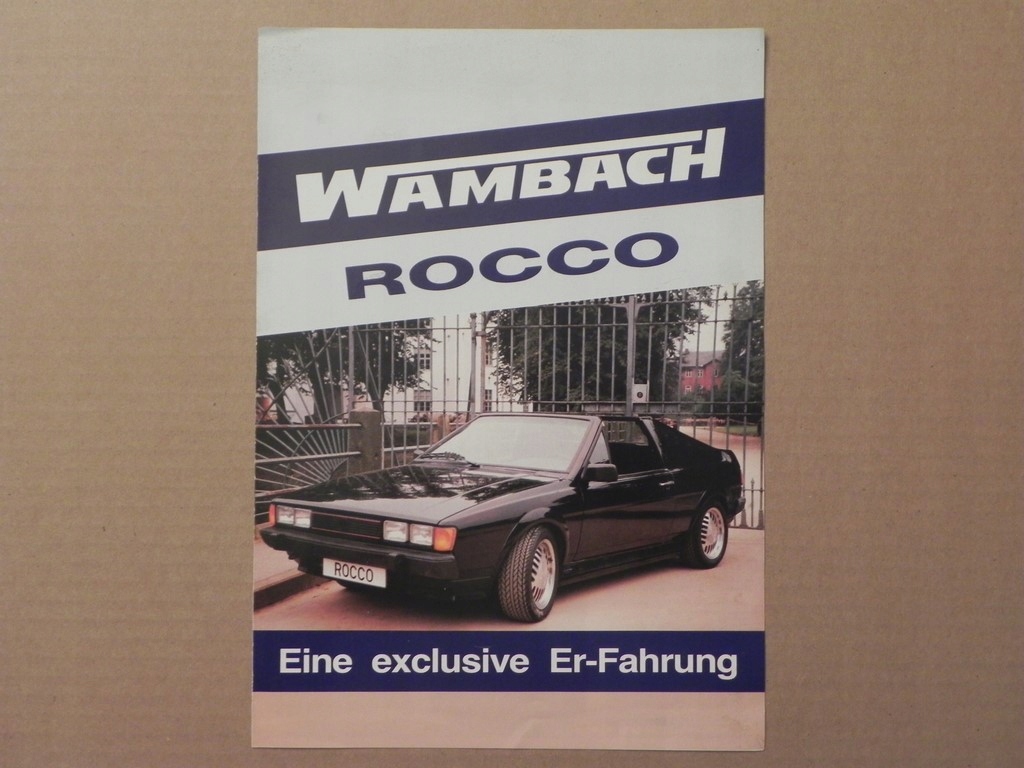 WAMBACH
ROCCO
ROCCO
Eine exclusive Er-Fahrung